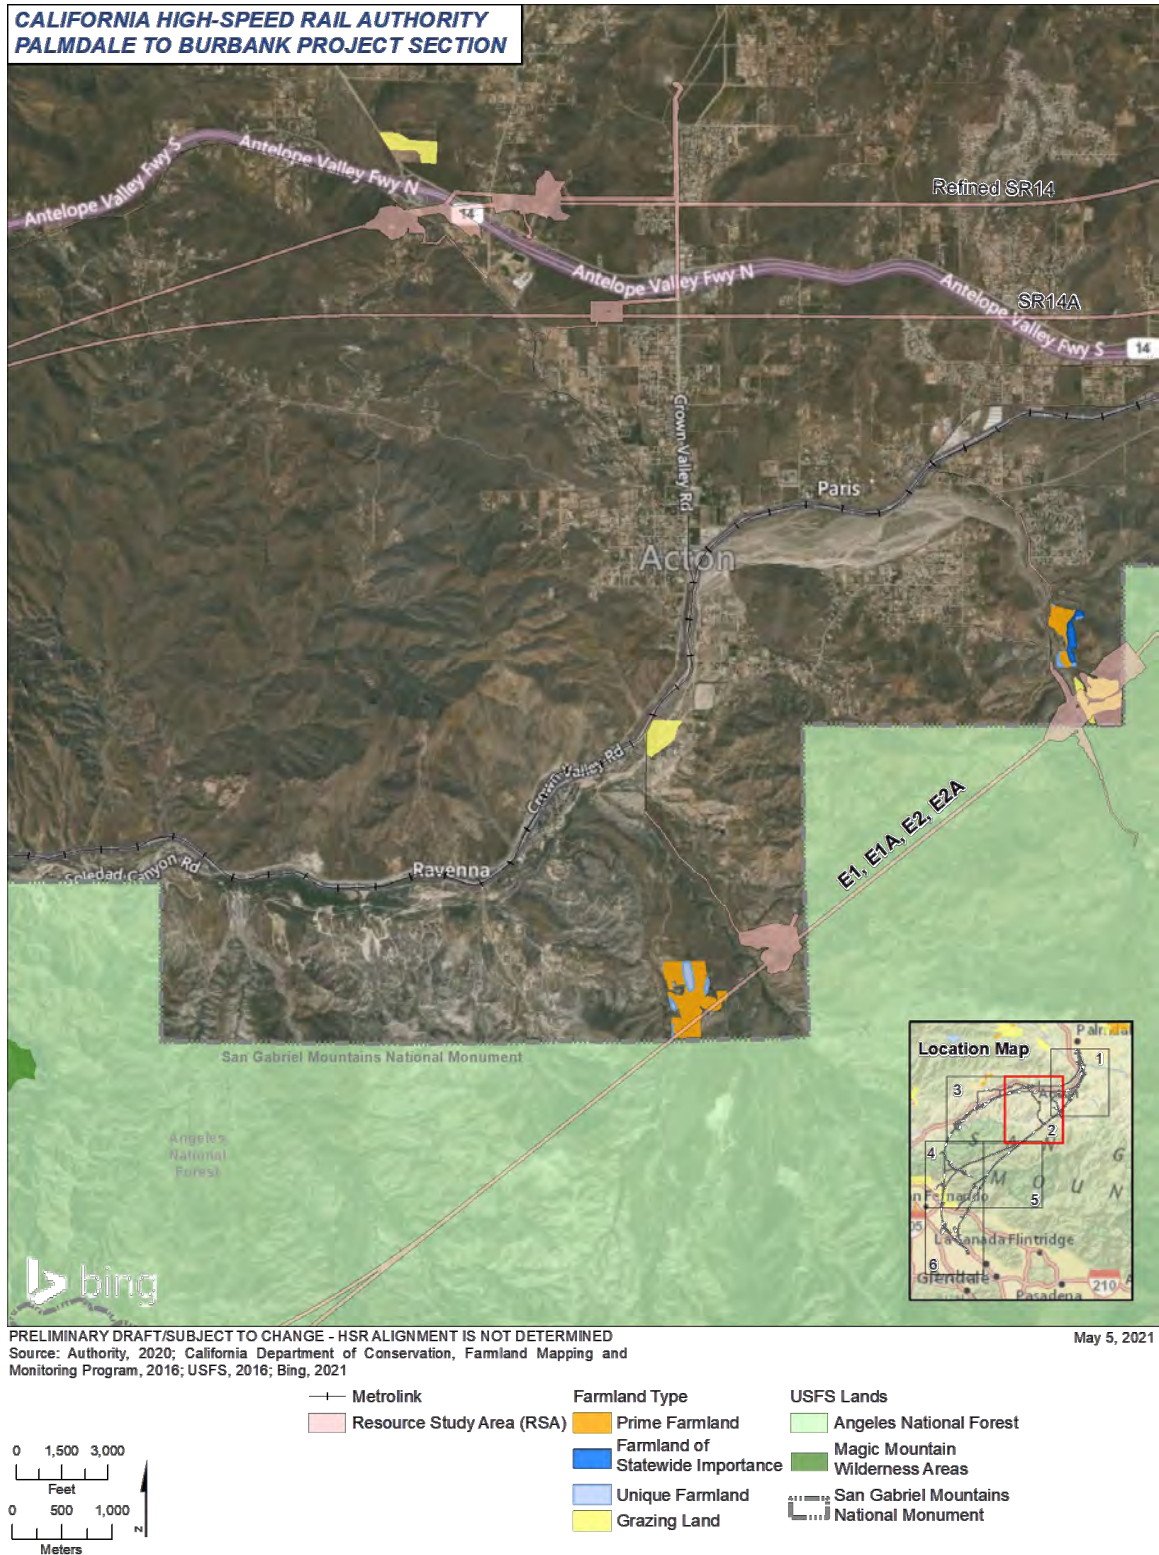 CALIFORNIA HIGH-SPEED RAIL AUTHORITY
PALMDALE TO BURBANK PROJECT SECTION
Antelope Valley Fwy S
Antelope Valley Fwy N
14
Refined SR14
Antelope Valley Fwy N
SR14A
Antelope Valley Fwy S
14
Crown Valley Rd
Paris
Acton
Crown Valley Rd
E1, E1A, E2, E2A
Soledad Canyon Rd
Ravenna
San Gabriel Mountains National Monument
Angeles
National
Forest
Location Map
1
3
2
S A N
4
G
M O U N
5
La Canada Flintridge
6
Glendale
210
Pasadena
bing
PRELIMINARY DRAFT/SUBJECT TO CHANGE - HSR ALIGNMENT IS NOT DETERMINED
May 5, 2021
Source: Authority, 2020; California Department of Conservation, Farmland Mapping and
Monitoring Program, 2016; USFS, 2016; Bing, 2021
Metrolink
Resource Study Area (RSA)
Farmland Type
Prime Farmland
Farmland of
Statewide Importance
Unique Farmland
Grazing Land
USFS Lands
Angeles National Forest
Magic Mountain
Wilderness Areas
San Gabriel Mountains
National Monument
0 1,500 3,000
Feet
0 500 1,000
Meters
N